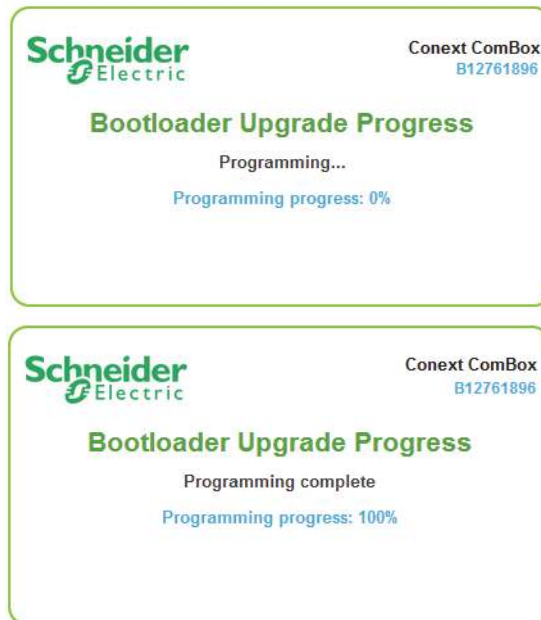 Schneider
Electric
Conext ComBox
B12761896
Bootloader Upgrade Progress
Programming...
Programming progress: 0%
Schneider
Electric
Conext ComBox
B12761896
Bootloader Upgrade Progress
Programming complete
Programming progress: 100%